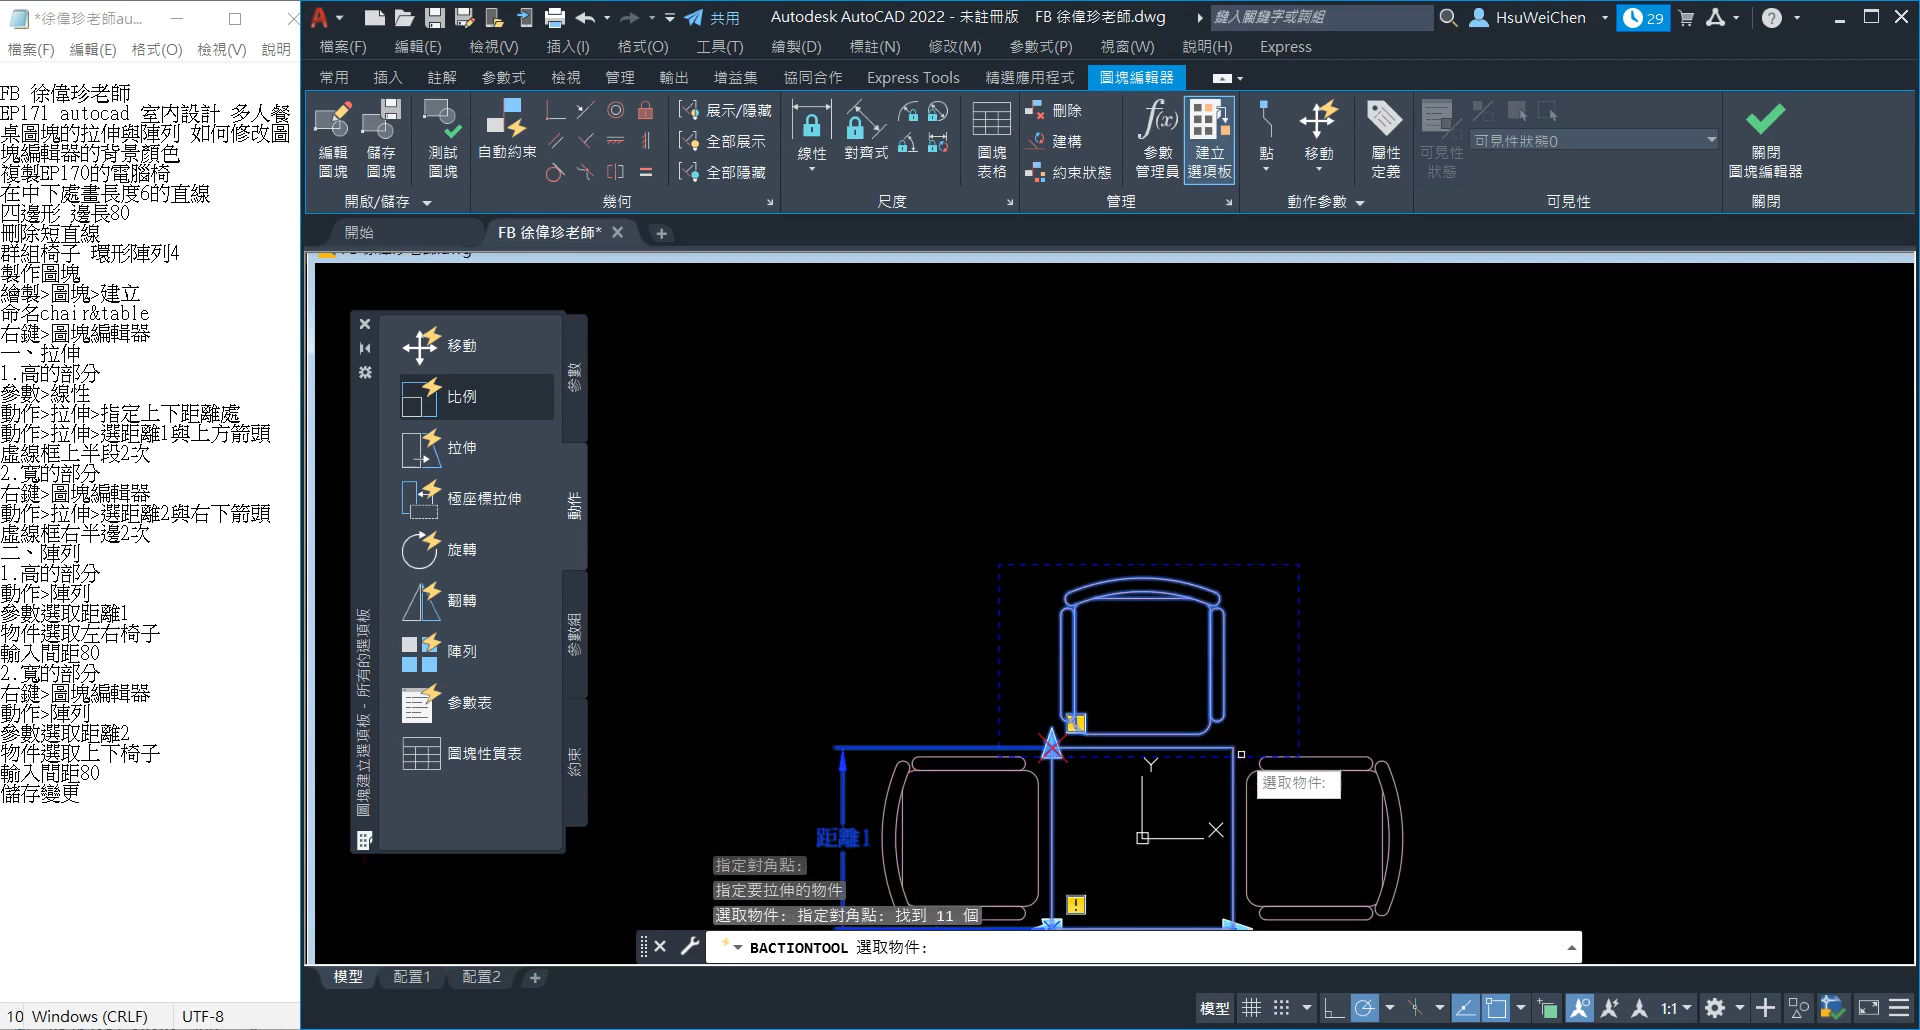 *徐偉珍老師au...
檔案(F) 編輯(E) 格式(O) 檢視(V) 說明
FB 徐偉珍老師
EP171 autocad 室內設計 多人餐
桌圖塊的拉伸與陣列 如何修改圖
塊編輯器的背景顏色
複製EP170的電腦椅
在中下處畫長度6的直線
四邊形 邊長80
刪除短直線
群組椅子 環形陣列4
製作圖塊
繪製>圖塊>建立
命名chair&table
右鍵>圖塊編輯器
一、拉伸
1.高的部分
參數>線性
動作>拉伸>指定上下距離處
動作>拉伸>選距離1與上方箭頭
虛線框上半段2次
2.寬的部分
右鍵>圖塊編輯器
動作>拉伸>選距離2與右下箭頭
虛線框右半邊2次
二、陣列
1.高的部分
動作>陣列
參數選取距離1
物件選取左右椅子
輸入間距80
2.寬的部分
右鍵>圖塊編輯器
動作>陣列
參數選取距離2
物件選取上下椅子
輸入間距80
儲存變更
10 Windows (CRLF) UTF-8
共用 Autodesk AutoCAD 2022 - 未註冊版 FB 徐偉珍老師.dwg 鍵入關鍵字或詞組 HsuWeiChen 29
檔案(F) 編輯(E) 檢視(V) 插入(I) 格式(O) 工具(T) 繪製(D) 標註(N) 修改(M) 參數式(P) 視窗(W) 說明(H) Express
常用 插入 註解 參數式 檢視 管理 輸出 增益集 協同合作 Express Tools 精選應用程式 圖塊編輯器
編輯
圖塊
儲存
圖塊
測試
圖塊
自動約束
展示/隱藏
全部展示
全部隱藏
線性
對齊式
圖塊
表格
刪除
建構
約束狀態
f(x)
參數
管理員
建立
選項板
點
移動
屬性
定義
可見性
狀態
可見性狀態0
關閉
圖塊編輯器
開啟/儲存 幾何 尺度 管理 動作參數 可見性 關閉
開始 FB 徐偉珍老師*
移動
比例
拉伸
極座標拉伸
旋轉
翻轉
陣列
參數表
圖塊性質表
參數
動作
參數組
約束
圖塊建立選項板 - 所有的選項板
Y
X
選取物件:
距離1
指定對角點:
指定要拉伸的物件
選取物件: 指定對角點: 找到 11 個
BACTIONTOOL 選取物件:
模型 配置1 配置2
模型 1:1